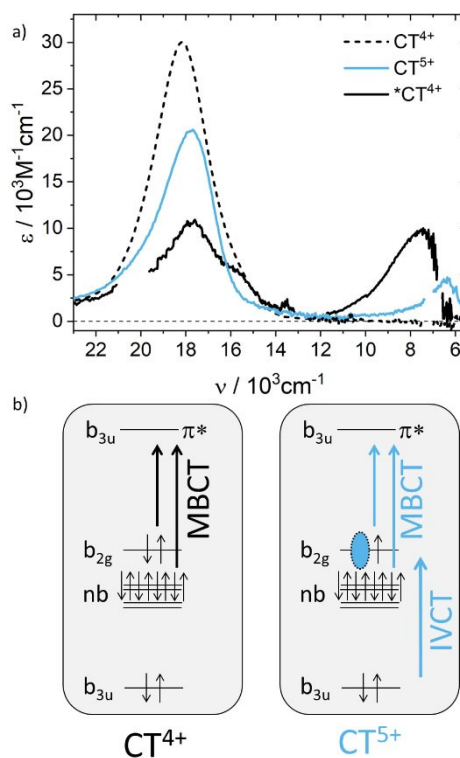 a)
ε / 10³M⁻¹cm⁻¹
30
25
20
15
10
5
0
CT⁴⁺
CT⁵⁺
*CT⁴⁺
22 20 18 16 14 12 10 8 6
ν / 10³cm⁻¹
b)
b₃ᵤ π*
MBCT
b₂g
nb
b₃ᵤ
CT⁴⁺
b₃ᵤ π*
MBCT
b₂g
nb
IVCT
b₃ᵤ
CT⁵⁺